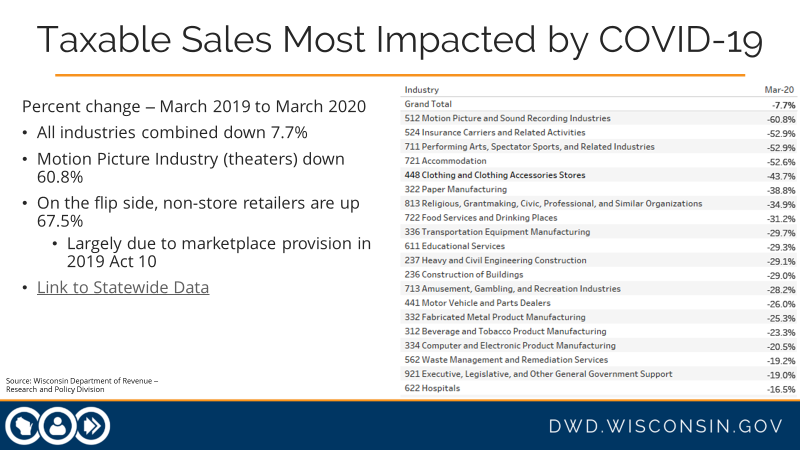 Taxable Sales Most Impacted by COVID-19
Percent change – March 2019 to March 2020
• All industries combined down 7.7%
• Motion Picture Industry (theaters) down
60.8%
• On the flip side, non-store retailers are up
67.5%
• Largely due to marketplace provision in
2019 Act 10
• Link to Statewide Data
Source: Wisconsin Department of Revenue –
Research and Policy Division
Industry Mar-20
Grand Total -7.7%
512 Motion Picture and Sound Recording Industries -60.8%
524 Insurance Carriers and Related Activities -52.9%
711 Performing Arts, Spectator Sports, and Related Industries -52.9%
721 Accommodation -52.6%
448 Clothing and Clothing Accessories Stores -43.7%
322 Paper Manufacturing -38.8%
813 Religious, Grantmaking, Civic, Professional, and Similar Organizations -34.9%
722 Food Services and Drinking Places -31.2%
336 Transportation Equipment Manufacturing -29.7%
611 Educational Services -29.3%
237 Heavy and Civil Engineering Construction -29.1%
236 Construction of Buildings -29.0%
713 Amusement, Gambling, and Recreation Industries -28.2%
441 Motor Vehicle and Parts Dealers -26.0%
332 Fabricated Metal Product Manufacturing -25.3%
312 Beverage and Tobacco Product Manufacturing -23.3%
334 Computer and Electronic Product Manufacturing -20.5%
562 Waste Management and Remediation Services -19.2%
921 Executive, Legislative, and Other General Government Support -19.0%
622 Hospitals -16.5%
DWD.WISCONSIN.GOV